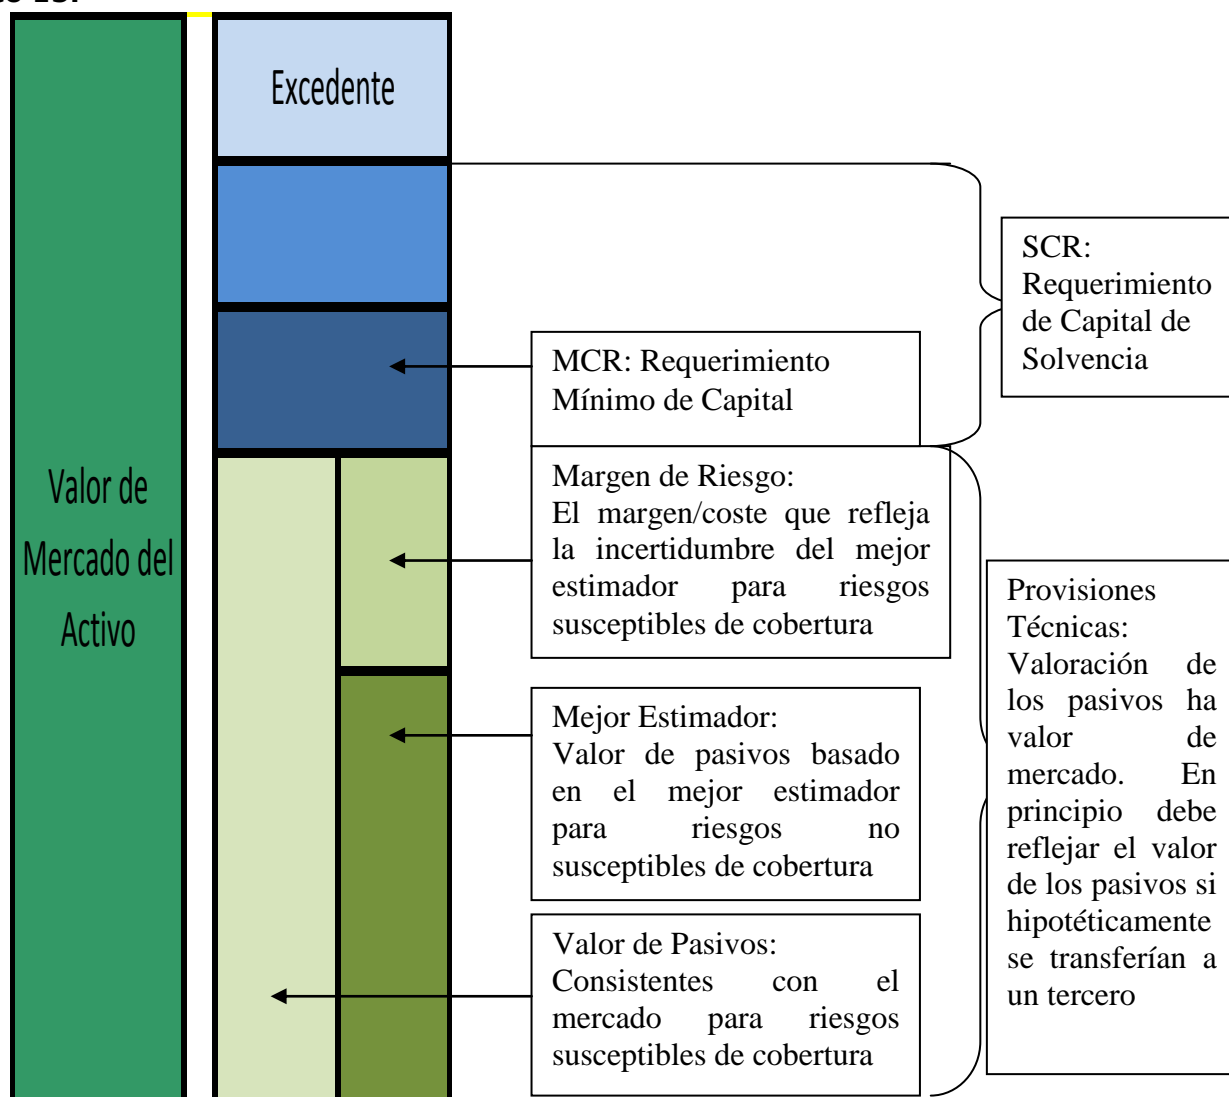 Excedente
Valor de
Mercado del
Activo
SCR:
Requerimiento
de Capital de
Solvencia
MCR: Requerimiento
Mínimo de Capital
Margen de Riesgo:
El margen/coste que refleja
la incertidumbre del mejor
estimador para riesgos
susceptibles de cobertura
Mejor Estimador:
Valor de pasivos basado
en el mejor estimador
para riesgos no
susceptibles de cobertura
Valor de Pasivos:
Consistentes con el
mercado para riesgos
susceptibles de cobertura
Provisiones
Técnicas:
Valoración de
los pasivos ha
valor de
mercado. En
principio debe
reflejar el valor
de los pasivos si
hipotéticamente
se transferían a
un tercero